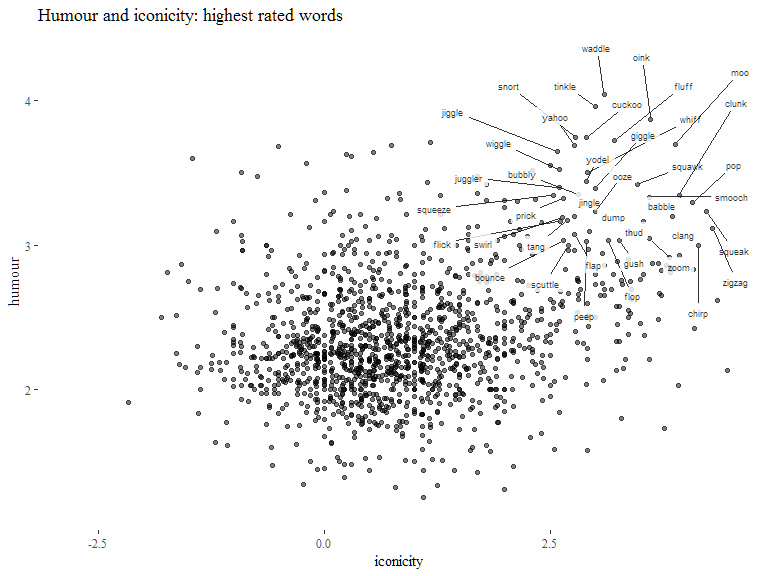 Humour and iconicity: highest rated words
waddle
oink
moo
snort
tinkle
fluff
cuckoo
clunk
jiggle
yahoo
whiff
giggle
wiggle
yodel
squawk
pop
juggler
bubbly
ooze
smooch
squeeze
jingle
babble
prick
dump
thud
clang
flick
swirl
tang
squeak
bounce
scuttle
flap
gush
zoom
zigzag
flop
peep
chirp
4
3
2
humour
-2.5
0.0
2.5
iconicity